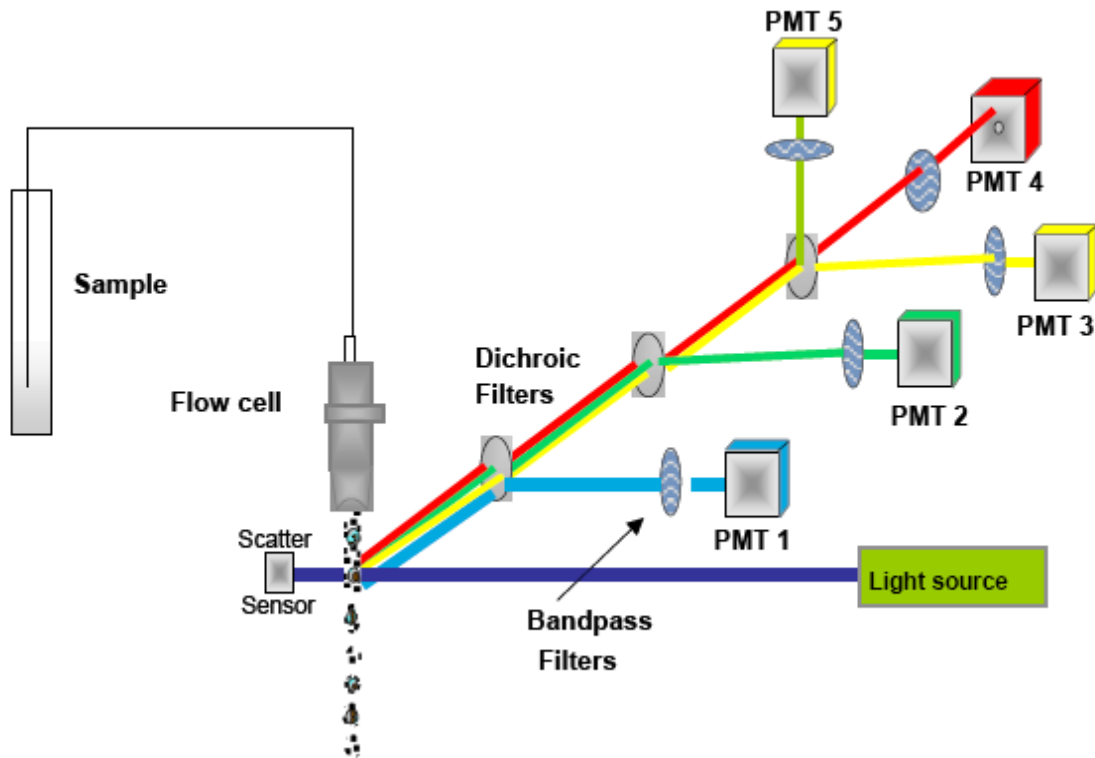 PMT 5
PMT 4
Sample
PMT 3
Dichroic
Filters
Flow cell
PMT 2
Scatter
Sensor
PMT 1
Light source
Bandpass
Filters